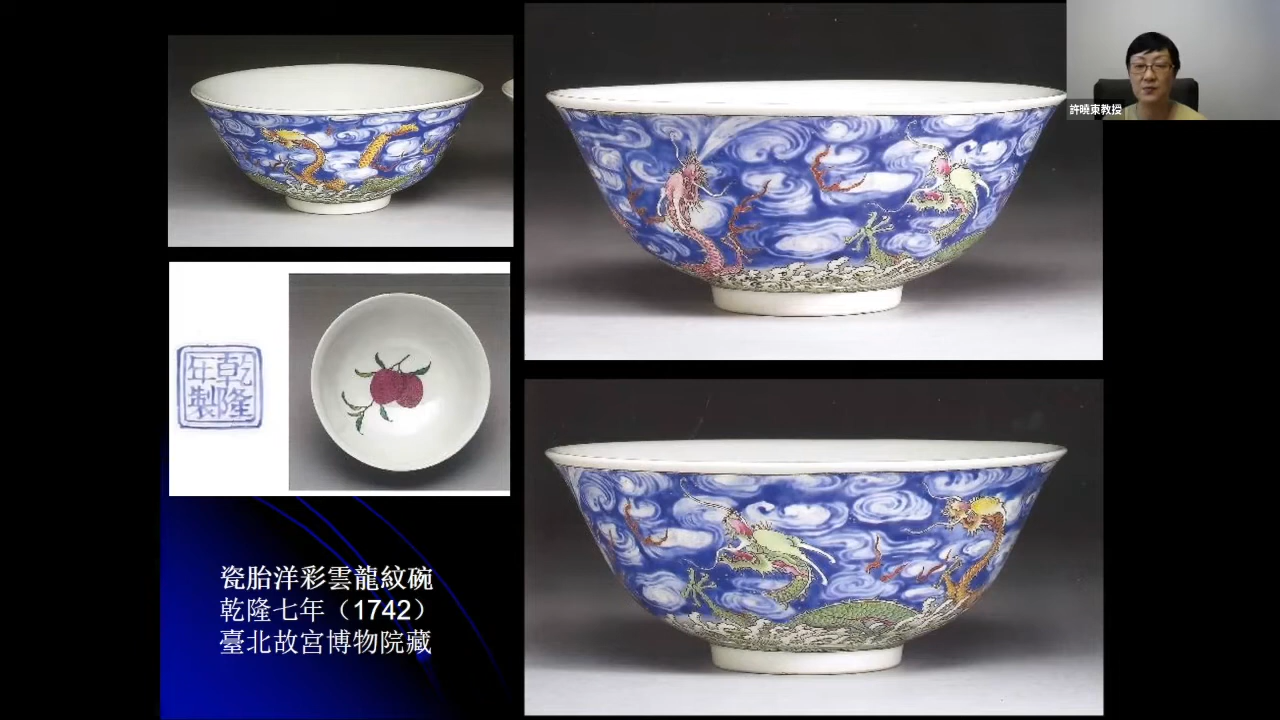 許曉東教授
乾隆
年製
瓷胎洋彩雲龍紋碗
乾隆七年（1742）
臺北故宮博物院藏